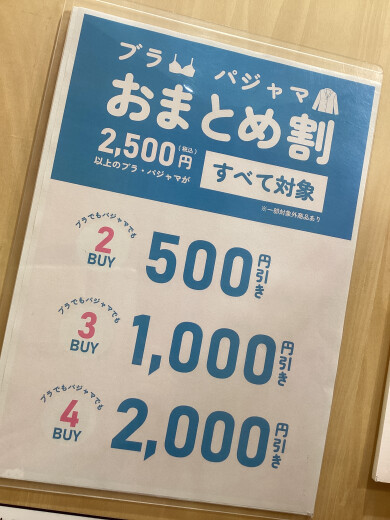 ブラ パジャマ
おまとめ割
2,500円(税込)
以上のブラ・パジャマが
すべて対象
※一部対象外商品あり
ブラでもパジャマでも
2
BUY
500円引き
ブラでもパジャマでも
3
BUY
1,000円引き
ブラでもパジャマでも
4
BUY
2,000円引き